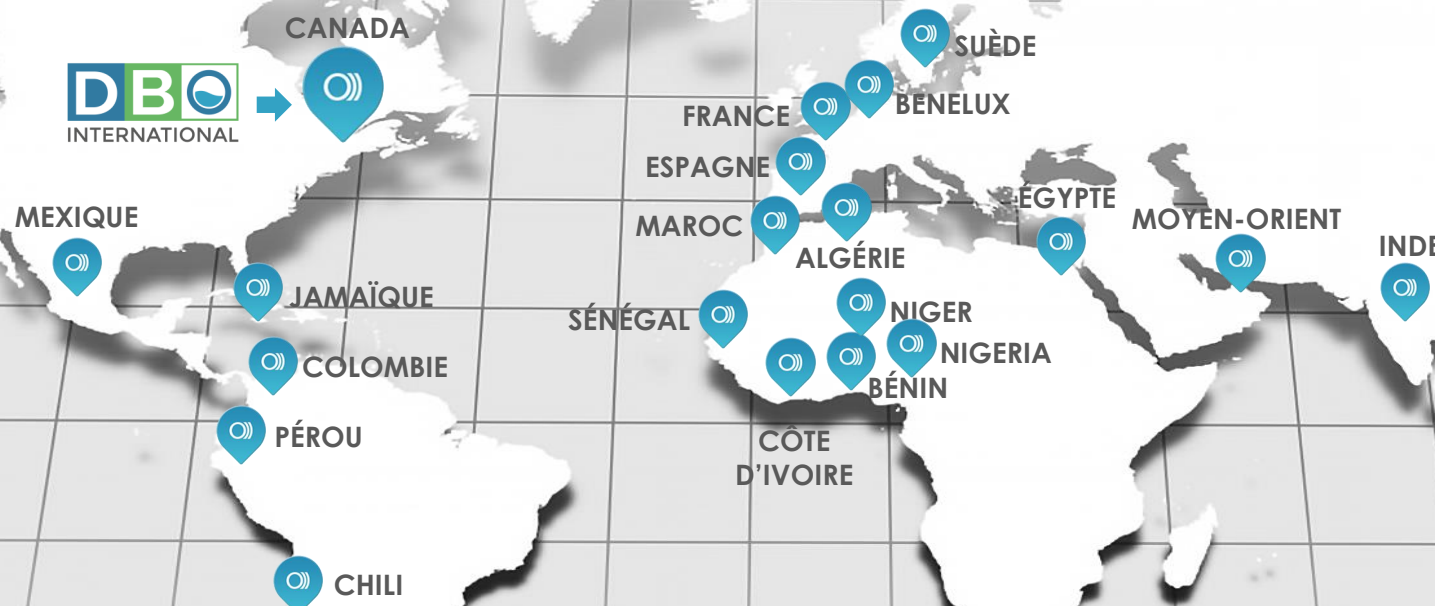 CANADA
DBO
INTERNATIONAL
SUÈDE
BENELUX
FRANCE
ESPAGNE
MEXIQUE
MAROC
ÉGYPTE
MOYEN-ORIENT
INDE
ALGÉRIE
JAMAÏQUE
SÉNÉGAL
NIGER
NIGERIA
COLOMBIE
BÉNIN
PÉROU
CÔTE
D'IVOIRE
CHILI